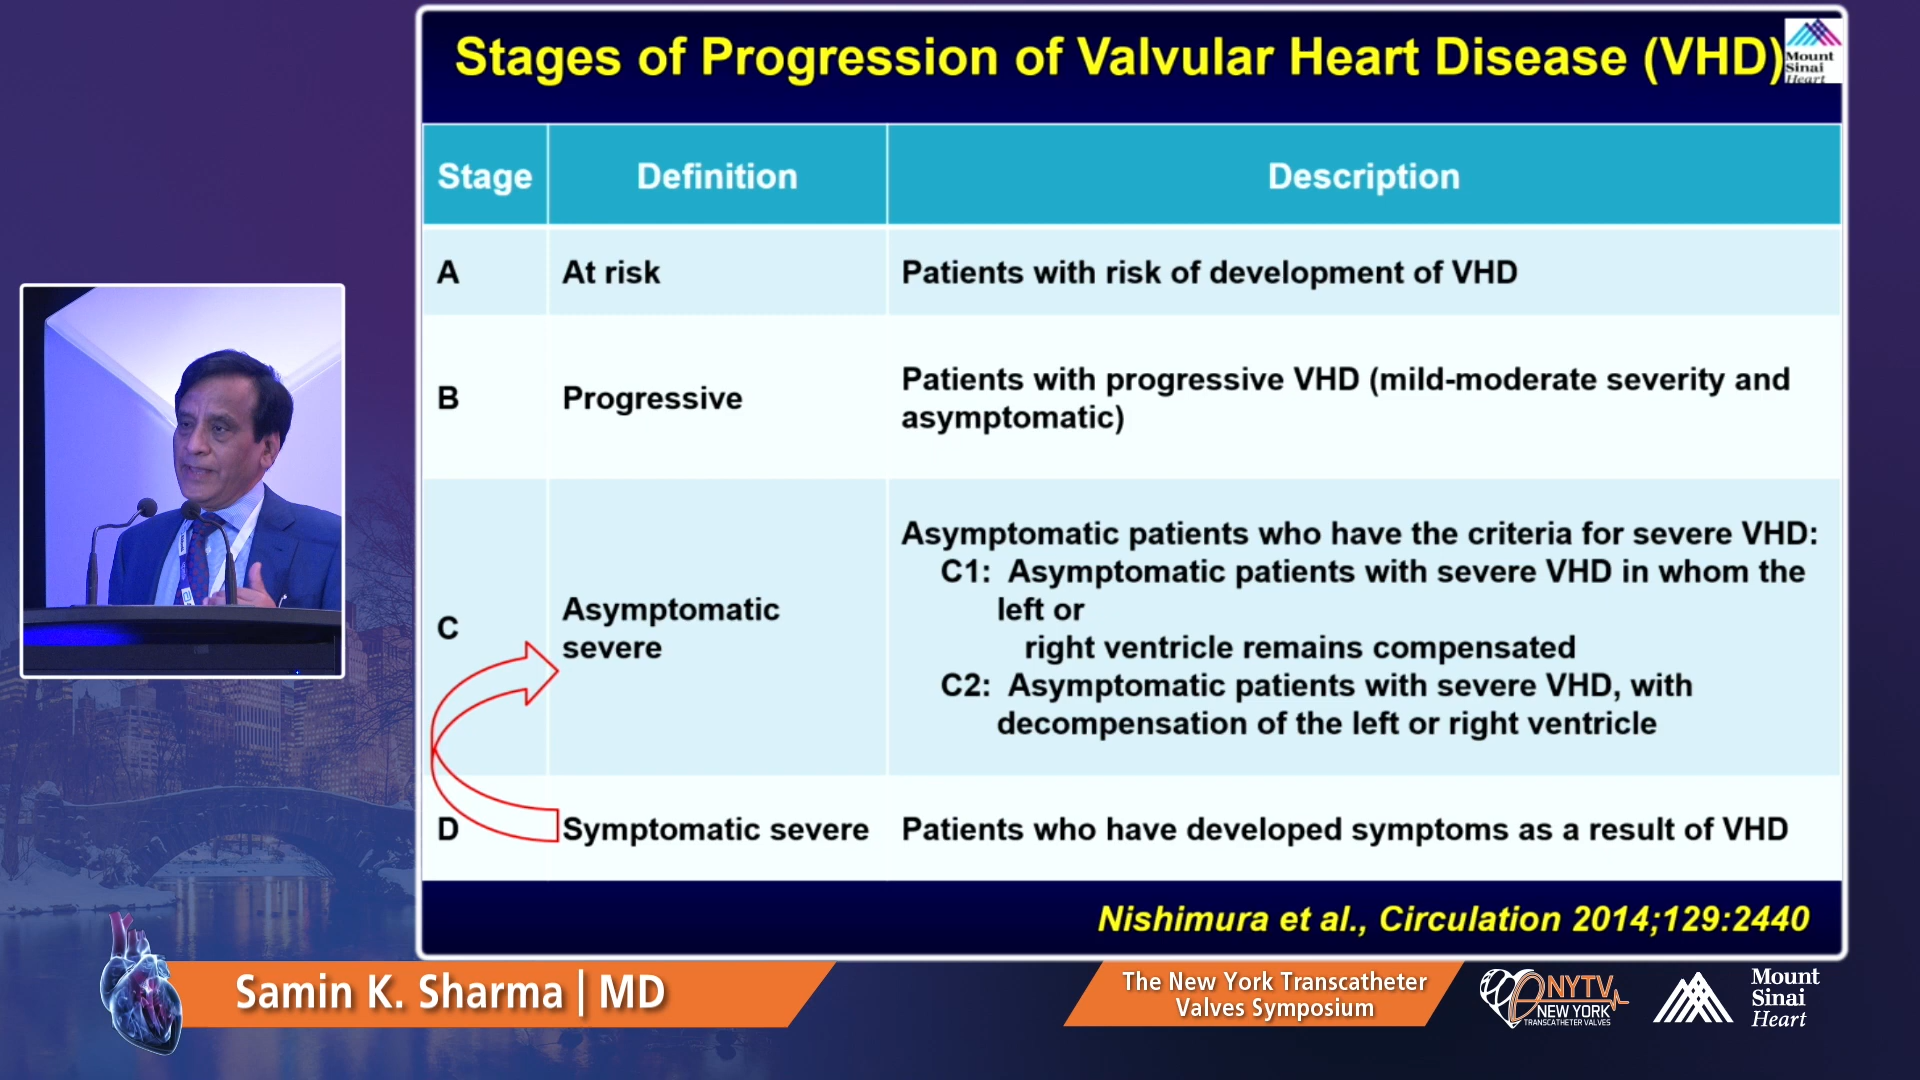 Stages of Progression of Valvular Heart Disease (VHD)
Mount
Sinai
Heart
Stage Definition Description
A At risk Patients with risk of development of VHD
B Progressive Patients with progressive VHD (mild-moderate severity and
asymptomatic)
C Asymptomatic
severe
Asymptomatic patients who have the criteria for severe VHD:
C1: Asymptomatic patients with severe VHD in whom the
left or
right ventricle remains compensated
C2: Asymptomatic patients with severe VHD, with
decompensation of the left or right ventricle
D Symptomatic severe Patients who have developed symptoms as a result of VHD
Nishimura et al., Circulation 2014;129:2440
Samin K. Sharma | MD
The New York Transcatheter
Valves Symposium
NYTV
NEW YORK
TRANSCATHETER VALVES
Mount
Sinai
Heart